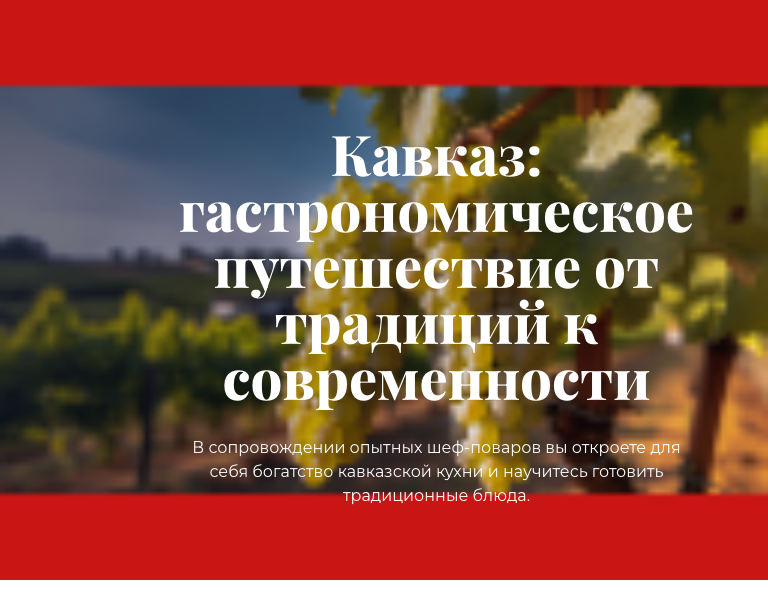 Кавказ:
гастрономическое
путешествие от
традиций к
современности
В сопровождении опытных шеф-поваров вы откроете для
себя богатство кавказской кухни и научитесь готовить
традиционные блюда.